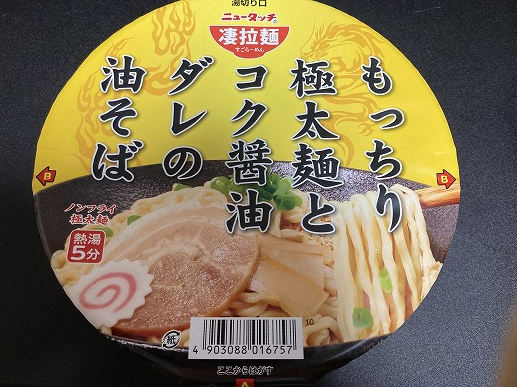 湯切り口
ニュータッチ®
凄拉麺
すごらーめん
もっちり
極太麺と
コク醤油
ダレの
油そば
B
B
ノンフライ
極太麺
熱湯
5分
紙
10
4 903088 016757
ここからはがす
A